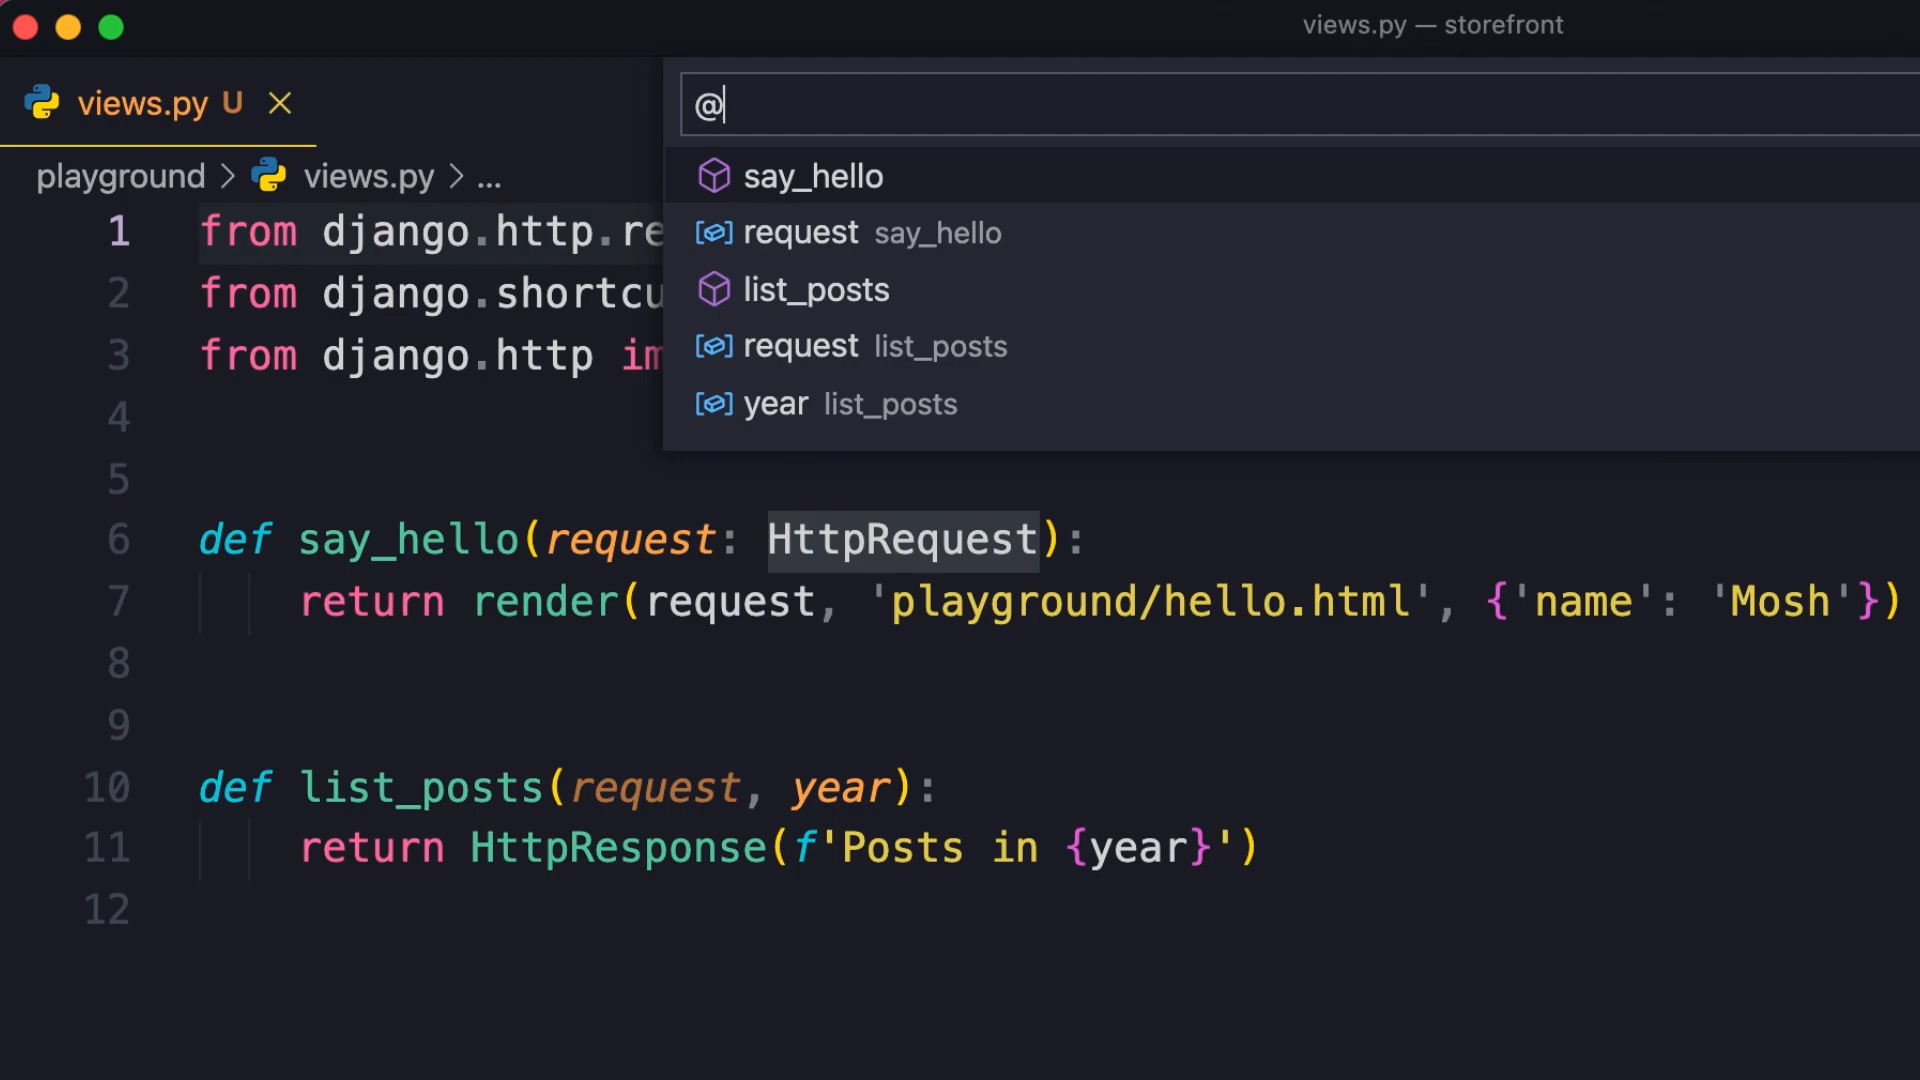 views.py — storefront
views.py U
@
playground > views.py > ...
say_hello
request say_hello
list_posts
request list_posts
year list_posts
1 from django.http.re
2 from django.shortcu
3 from django.http im
4
5
6 def say_hello(request: HttpRequest):
7 return render(request, 'playground/hello.html', {'name': 'Mosh'})
8
9
10 def list_posts(request, year):
11 return HttpResponse(f'Posts in {year}')
12